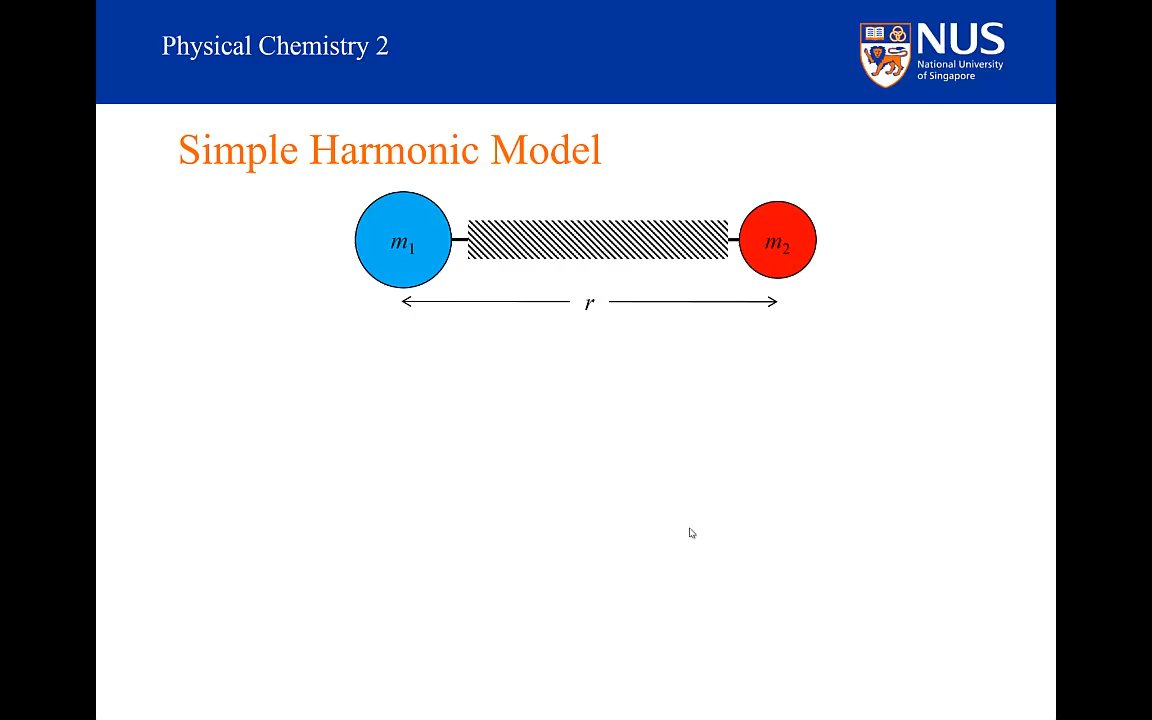 Physical Chemistry 2
NUS
National University
of Singapore
Simple Harmonic Model
m₁
m₂
r